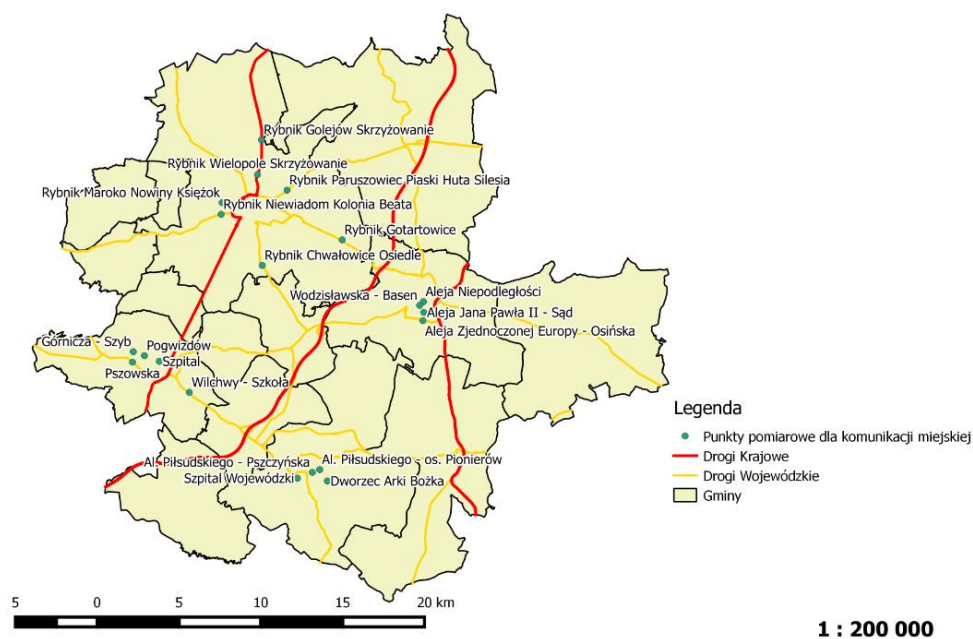 Rybnik Golejów Skrzyżowanie
Rybnik Wielopole Skrzyżowanie
Rybnik Paruszowiec Piaski Huta Silesia
Rybnik Maroko Nowiny Księżok
Rybnik Niewiadom Kolonia Beata
Rybnik Gotartowice
Rybnik Chwałowice Osiedle
Wodzisławska - Basen
Aleja Niepodległości
Aleja Jana Pawła II - Sąd
Aleja Zjednoczonej Europy - Osińska
Górnicza - Szyb
Pogwizdów
Szpital
Pszowska
Wilchwy - Szkoła
Al. Piłsudskiego - Pszczyńska
Al. Piłsudskiego - os. Pionierów
Szpital Wojewódzki
Dworzec Arki Bożka
Legenda
Punkty pomiarowe dla komunikacji miejskiej
Drogi Krajowe
Drogi Wojewódzkie
Gminy
5 0 5 10 15 20 km
1 : 200 000